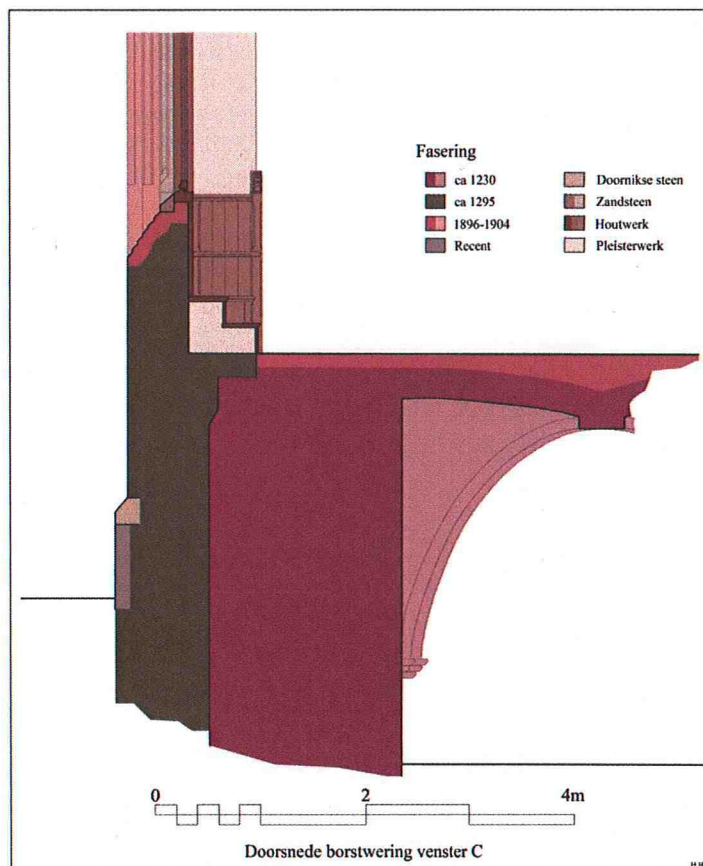 Fasering
ca 1230
ca 1295
1896-1904
Recent
Doornikse steen
Zandsteen
Houtwerk
Pleisterwerk
0 2 4m
Doorsnede borstwering venster C